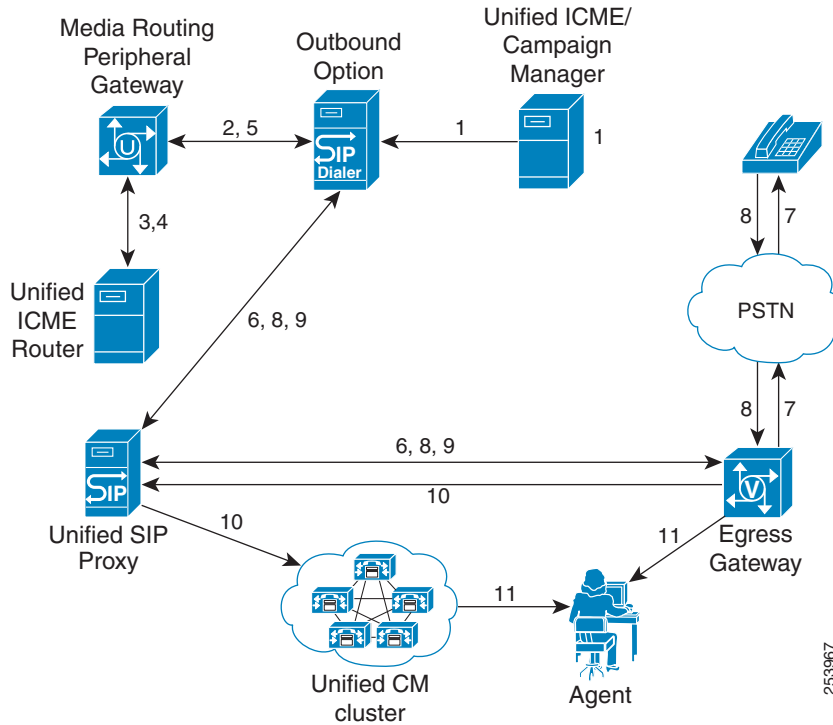 Media Routing
Peripheral
Gateway
Outbound
Option
Unified ICME/
Campaign
Manager
U
2, 5
SIP
Dialer
1
1
3,4
8
7
Unified
ICME
Router
6, 8, 9
PSTN
8
7
6, 8, 9
SIP
10
V
Unified SIP
Proxy
10
11
Egress
Gateway
11
Unified CM
cluster
Agent
253967